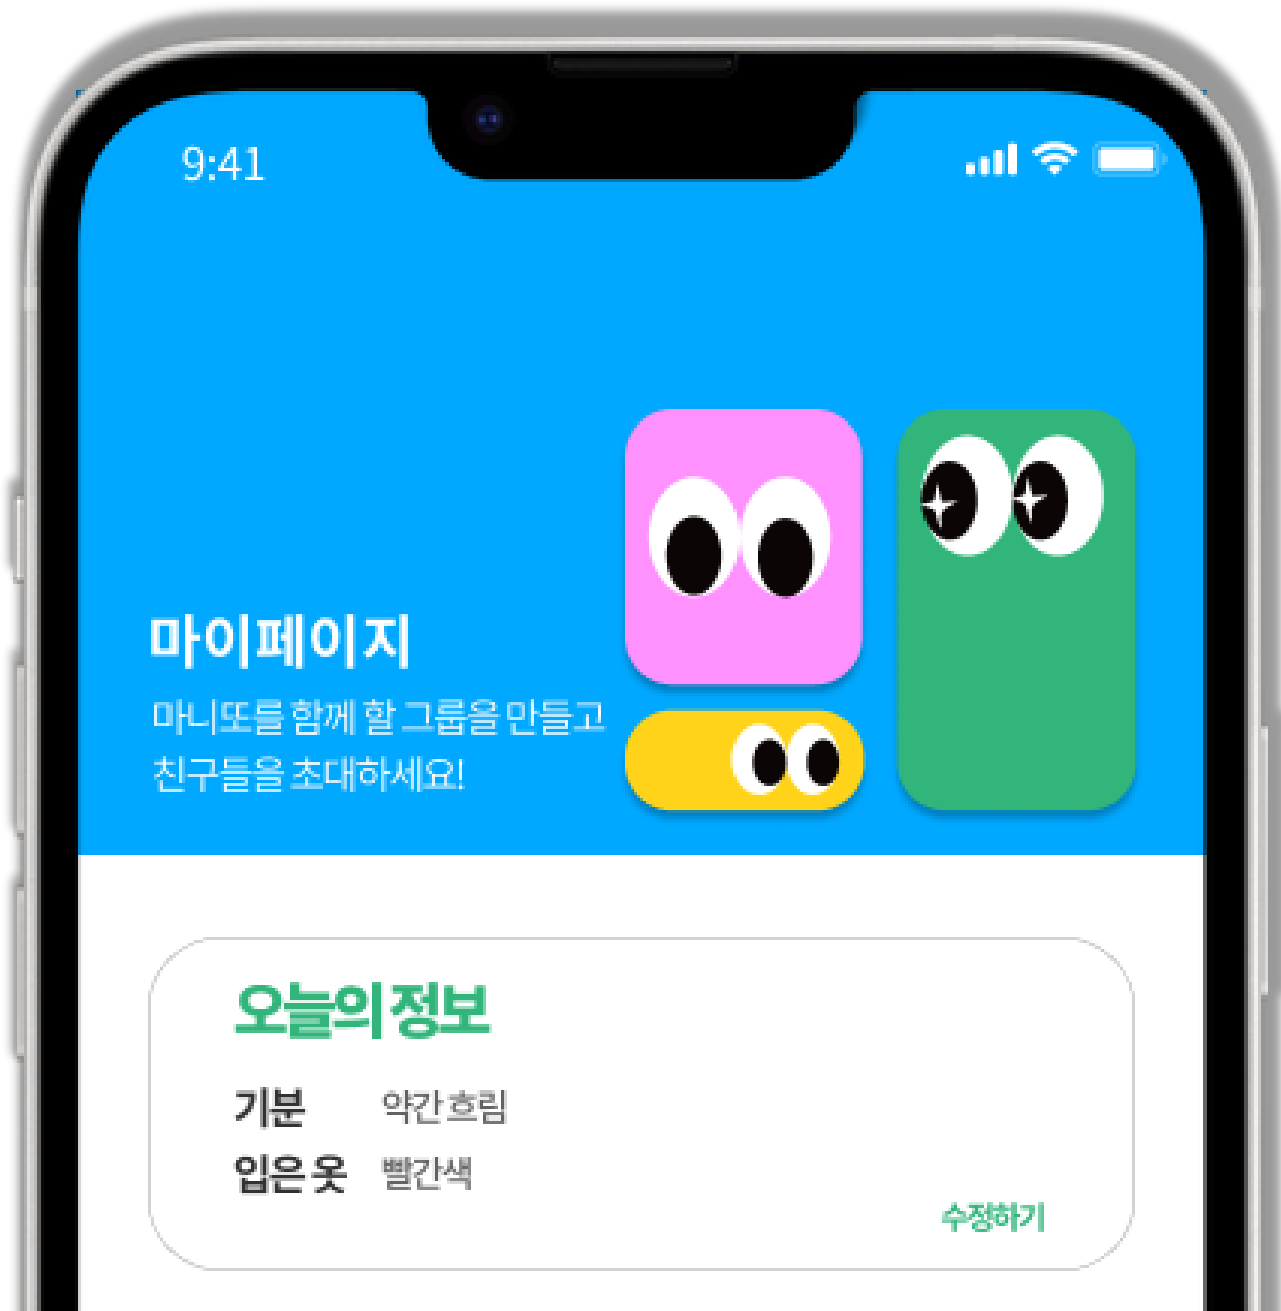 9:41
마이페이지
마니또를 함께 할 그룹을 만들고
친구들을 초대하세요!
오늘의 정보
기분 약간 흐림
입은 옷 빨간색
수정하기